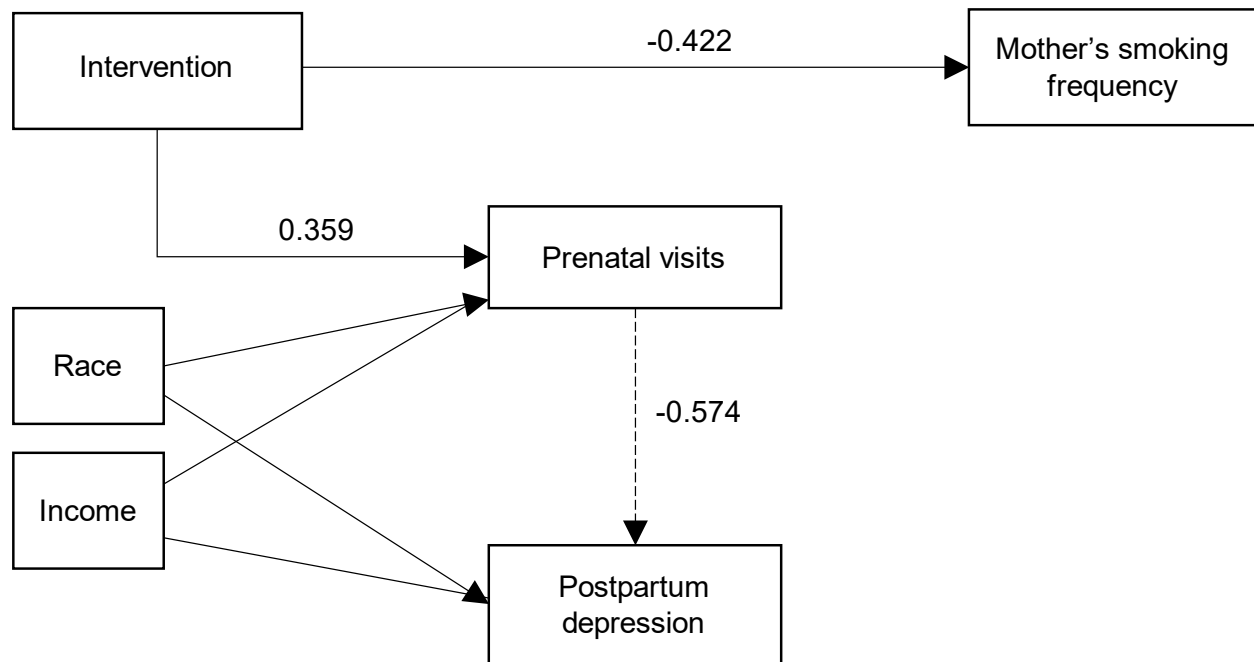 Intervention
-0.422
Mother’s smoking
frequency
0.359
Prenatal visits
Race
-0.574
Income
Postpartum
depression